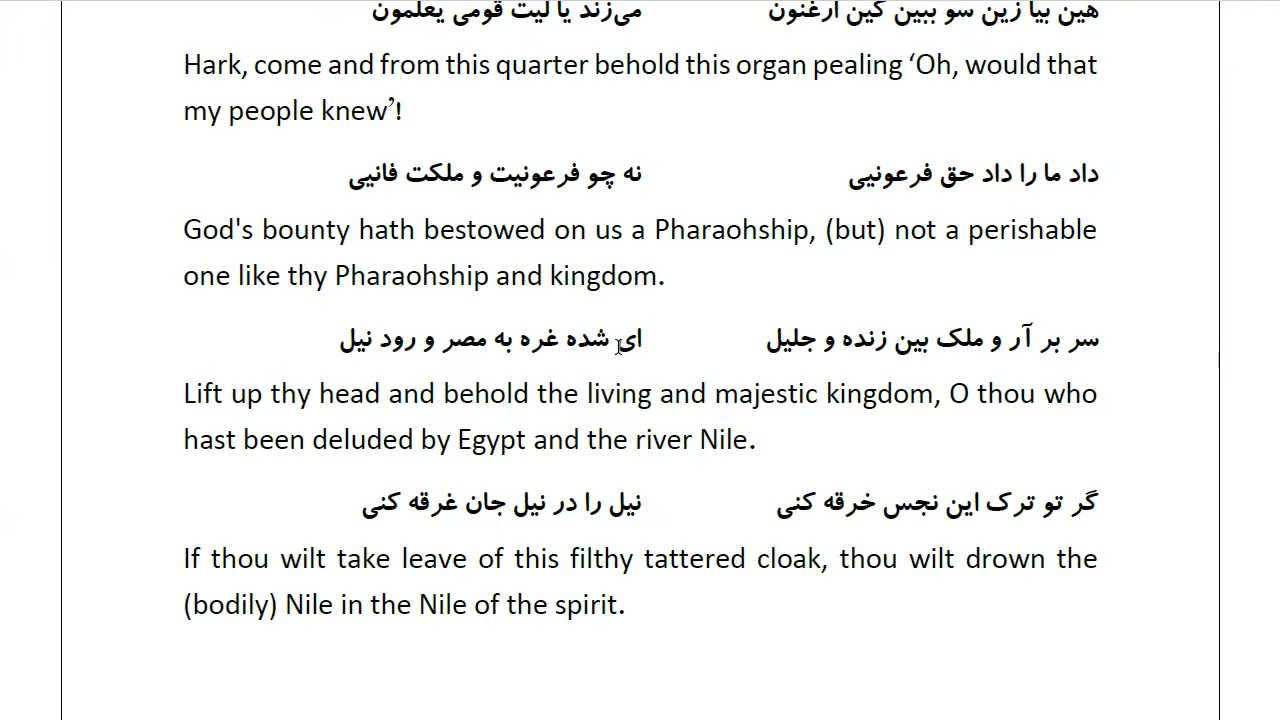 هین بیا زین سو ببین کین ارغنون می‌زند یا لیت قومی یعلمون
Hark, come and from this quarter behold this organ pealing ‘Oh, would that
my people knew’!
داد ما را داد حق فرعونیی نه چو فرعونیت و ملکت فانیی
God's bounty hath bestowed on us a Pharaohship, (but) not a perishable
one like thy Pharaohship and kingdom.
سر بر آر و ملک بین زنده و جلیل ای شده غره به مصر و رود نیل
Lift up thy head and behold the living and majestic kingdom, O thou who
hast been deluded by Egypt and the river Nile.
گر تو ترک این نجس خرقه کنی نیل را در نیل جان غرقه کنی
If thou wilt take leave of this filthy tattered cloak, thou wilt drown the
(bodily) Nile in the Nile of the spirit.